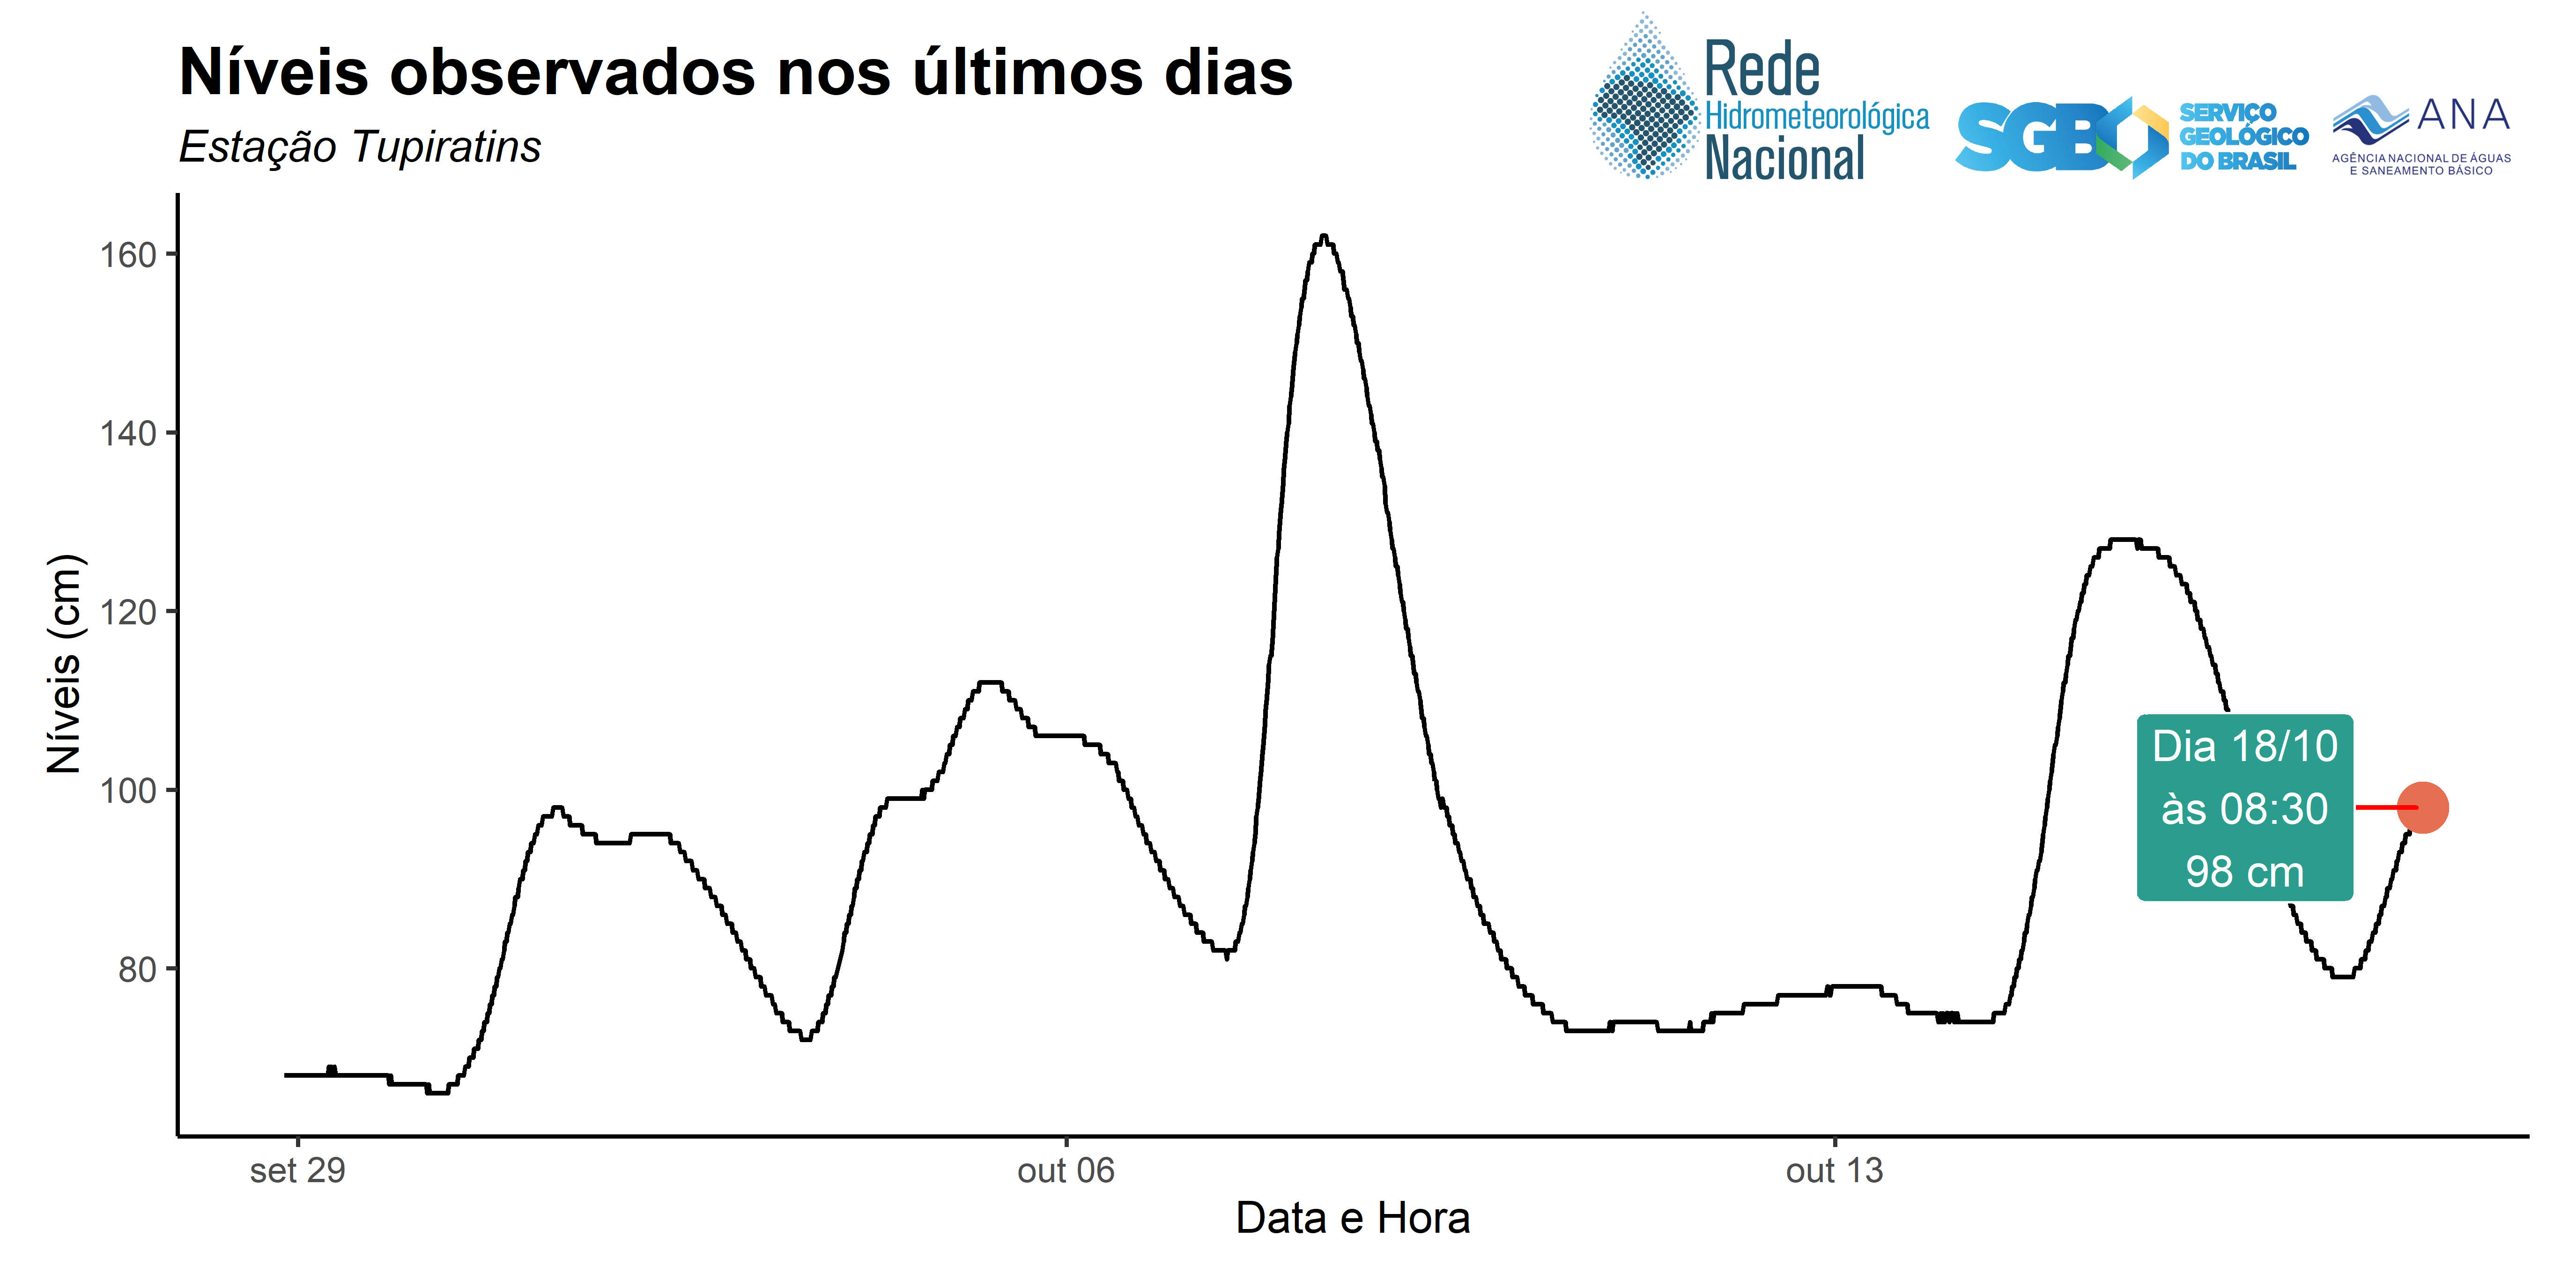 Níveis observados nos últimos dias
Estação Tupiratins
Rede
Hidrometeorológica
Nacional
SGB
SERVIÇO
GEOLÓGICO
DO BRASIL
ANA
AGÊNCIA NACIONAL DE ÁGUAS
E SANEAMENTO BÁSICO
Níveis (cm)
160
140
120
100
80
Dia 18/10
às 08:30
98 cm
set 29
out 06
out 13
Data e Hora